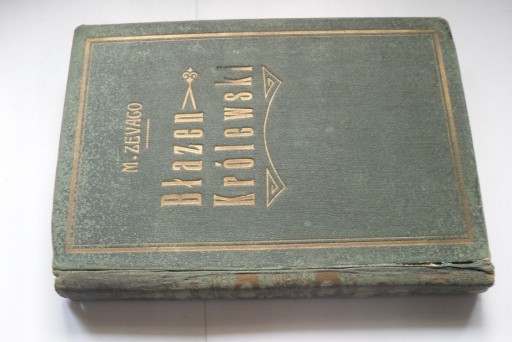 M. ZEVACO
Błazen
Królewski